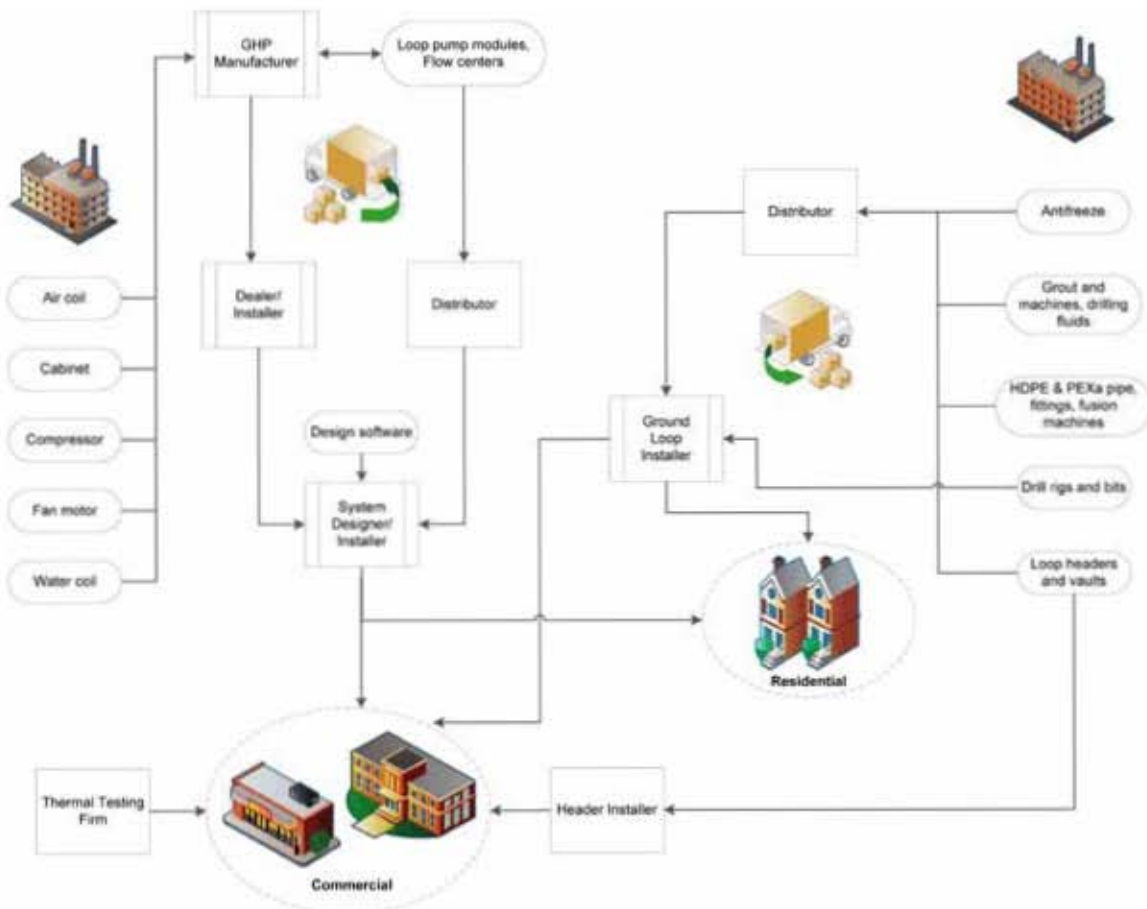 GHP
Manufacturer
Loop pump modules,
Flow centers
Distributor
Antifreeze
Air coil
Dealer/
Installer
Distributor
Grout and
machines, drilling
fluids
Cabinet
HDPE & PEXa pipe,
fittings, fusion
machines
Compressor
Design software
Ground
Loop
Installer
Fan motor
System
Designer/
Installer
Drill rigs and bits
Water coil
Loop headers
and vaults
Residential
Thermal Testing
Firm
Header Installer
Commercial